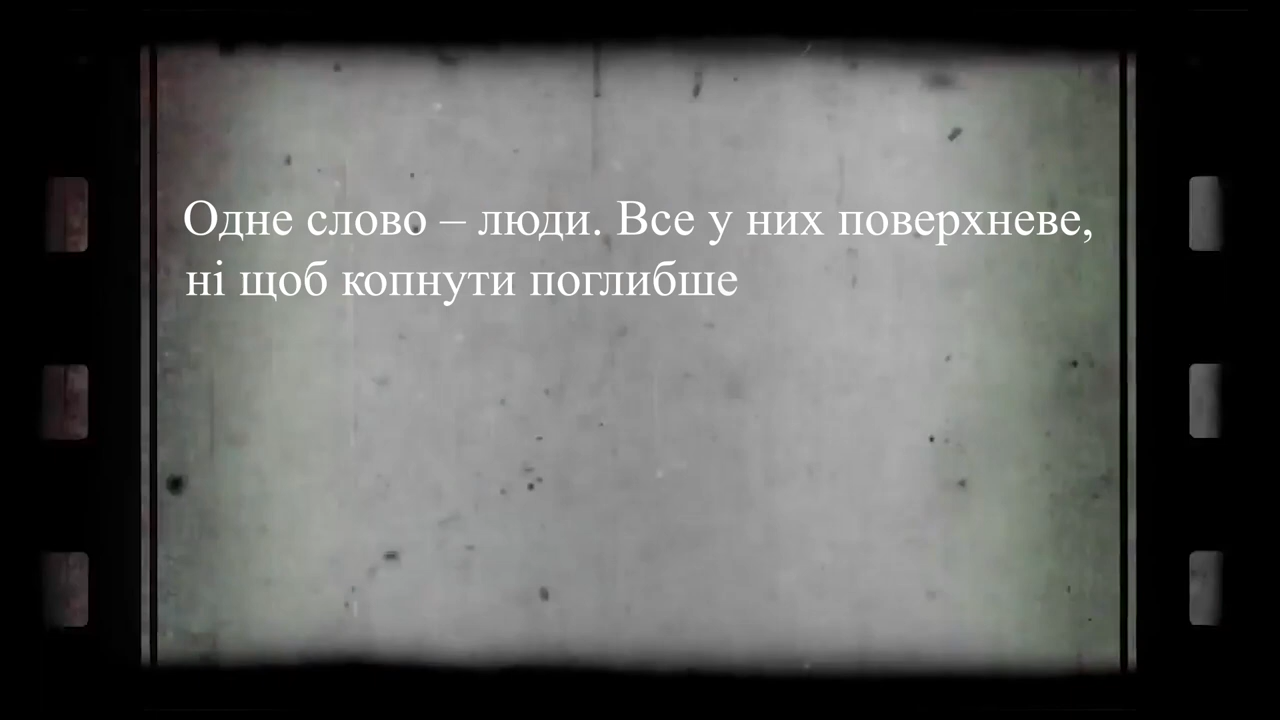 Одне слово – люди. Все у них поверхневе,
ні щоб копнути поглибше